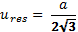 u_res = a / 2√3